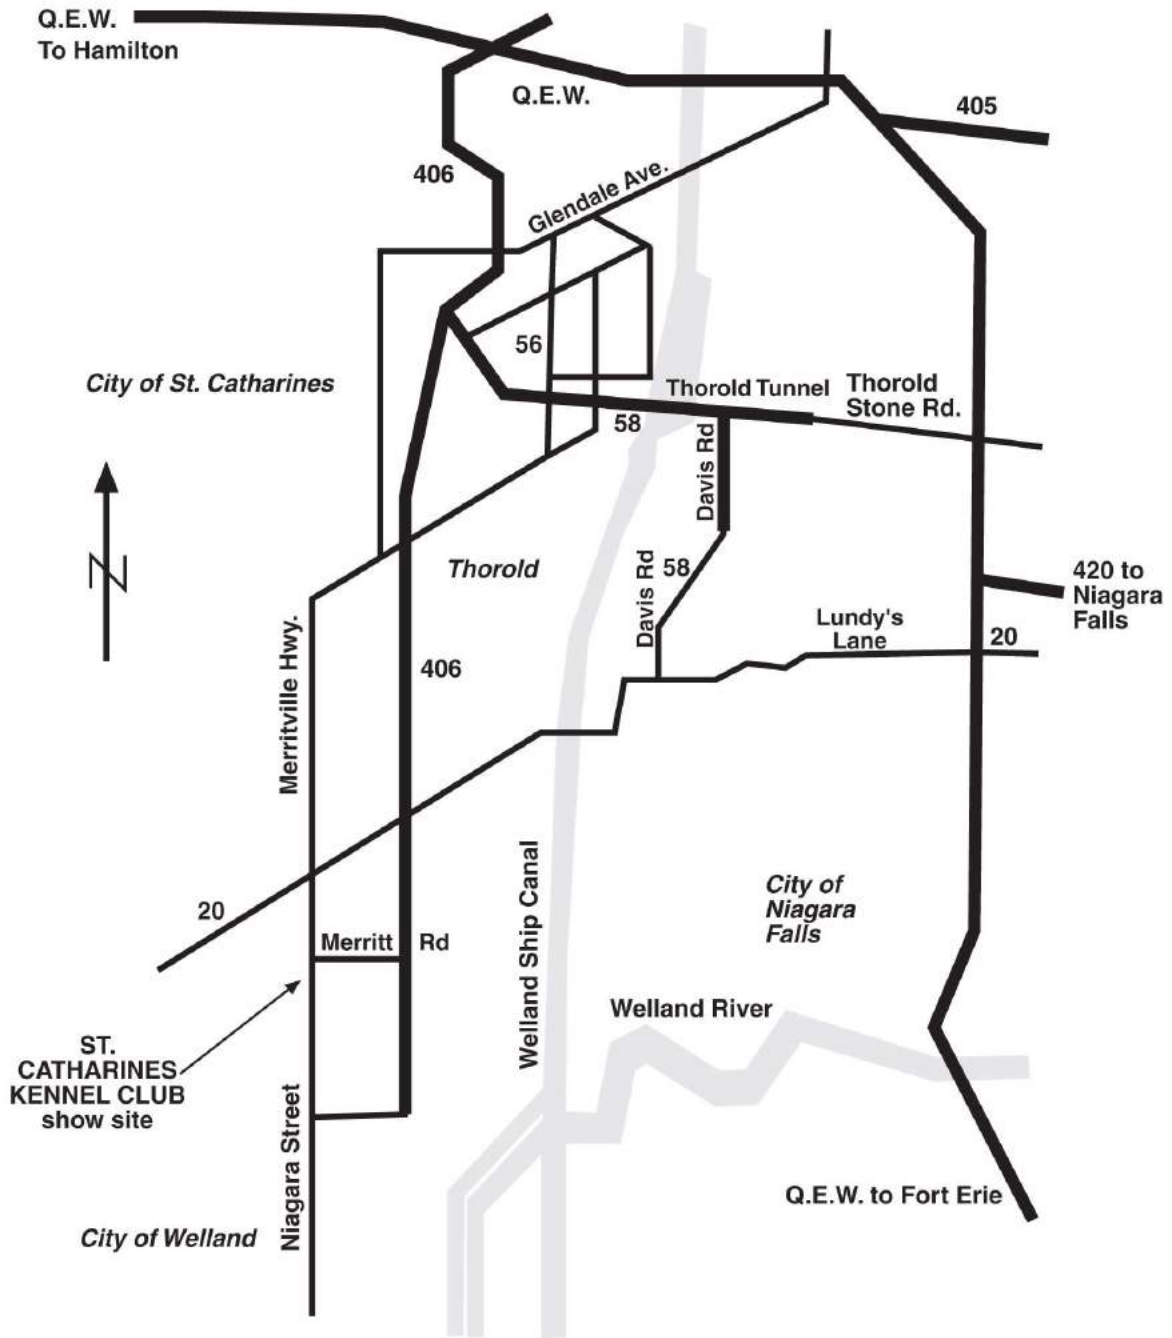 Q.E.W.
To Hamilton
Q.E.W.
405
406
Glendale Ave.
56
City of St. Catharines
Thorold Tunnel
Thorold
Stone Rd.
58
Davis Rd
N
Thorold
Davis Rd
58
420 to
Niagara
Falls
Lundy's
Lane
20
Merritville Hwy.
406
20
Merritt Rd
Welland Ship Canal
City of
Niagara
Falls
Welland River
ST.
CATHARINES
KENNEL CLUB
show site
Niagara Street
Q.E.W. to Fort Erie
City of Welland